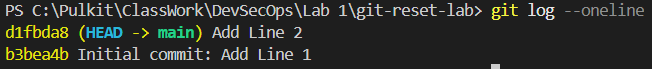 PS C:\Pulkit\ClassWork\DevSecOps\Lab 1\git-reset-lab> git log --oneline
d1fbda8 (HEAD -> main) Add Line 2
b3bea4b Initial commit: Add Line 1